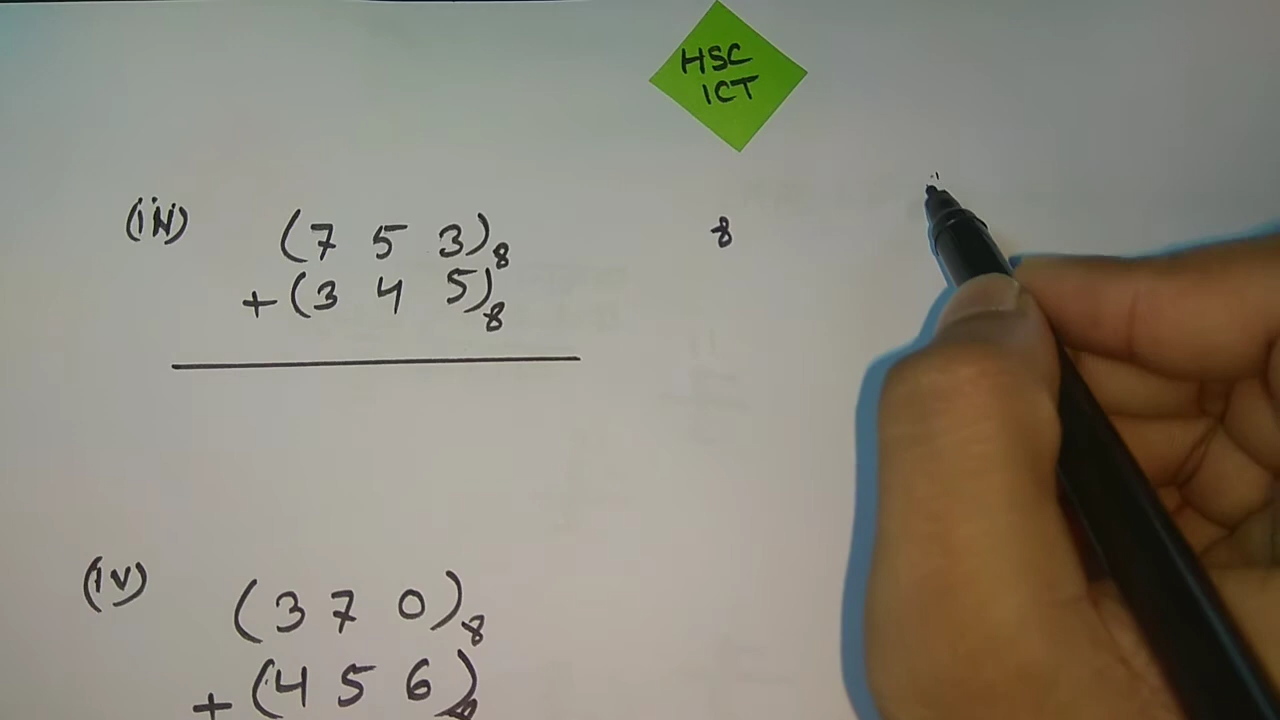 HSC
ICT
(iii) (7 5 3)8
+ (3 4 5)8
8
(iv) (3 7 0)8
+ (4 5 6)8